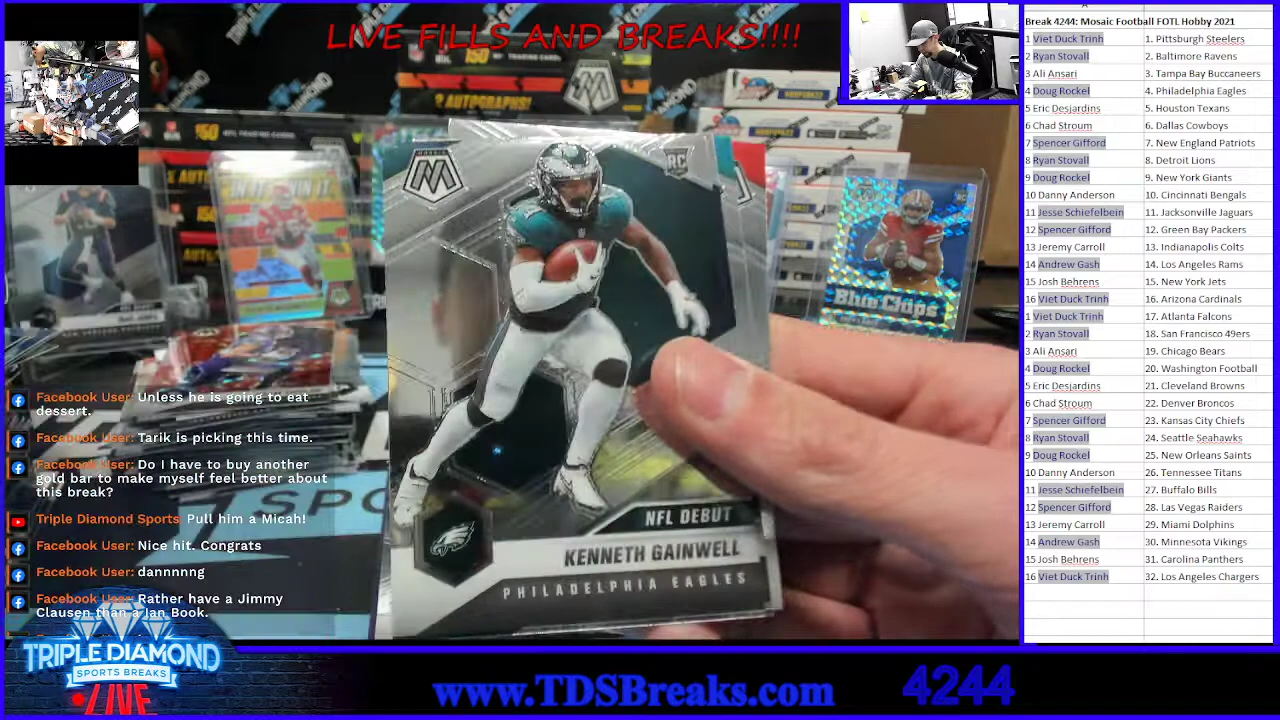 LIVE FILLS AND BREAKS!!!!
2 AUTOGRAPHS!
RC
Blue Chips
NFL DEBUT
KENNETH GAINWELL
PHILADELPHIA EAGLES
Facebook User: Unless he is going to eat
dessert.
Facebook User: Tarik is picking this time.
Facebook User: Do I have to buy another
gold bar to make myself feel better about
this break?
Triple Diamond Sports: Pull him a Micah!
Facebook User: Nice hit. Congrats
Facebook User: dannnnng
Facebook User: Rather have a Jimmy
Clausen than a Ian Book.
TRIPLE DIAMOND
SPORTS BREAKS
LIVE
www.TDSBreaks.com
4244
A
Break 4244: Mosaic Football FOTL Hobby 2021
1 Viet Duck Trinh 1. Pittsburgh Steelers
2 Ryan Stovall 2. Baltimore Ravens
3 Ali Ansari 3. Tampa Bay Buccaneers
4 Doug Rockel 4. Philadelphia Eagles
5 Eric Desjardins 5. Houston Texans
6 Chad Stroum 6. Dallas Cowboys
7 Spencer Gifford 7. New England Patriots
8 Ryan Stovall 8. Detroit Lions
9 Doug Rockel 9. New York Giants
10 Danny Anderson 10. Cincinnati Bengals
11 Jesse Schiefelbein 11. Jacksonville Jaguars
12 Spencer Gifford 12. Green Bay Packers
13 Jeremy Carroll 13. Indianapolis Colts
14 Andrew Gash 14. Los Angeles Rams
15 Josh Behrens 15. New York Jets
16 Viet Duck Trinh 16. Arizona Cardinals
1 Viet Duck Trinh 17. Atlanta Falcons
2 Ryan Stovall 18. San Francisco 49ers
3 Ali Ansari 19. Chicago Bears
4 Doug Rockel 20. Washington Football
5 Eric Desjardins 21. Cleveland Browns
6 Chad Stroum 22. Denver Broncos
7 Spencer Gifford 23. Kansas City Chiefs
8 Ryan Stovall 24. Seattle Seahawks
9 Doug Rockel 25. New Orleans Saints
10 Danny Anderson 26. Tennessee Titans
11 Jesse Schiefelbein 27. Buffalo Bills
12 Spencer Gifford 28. Las Vegas Raiders
13 Jeremy Carroll 29. Miami Dolphins
14 Andrew Gash 30. Minnesota Vikings
15 Josh Behrens 31. Carolina Panthers
16 Viet Duck Trinh 32. Los Angeles Chargers